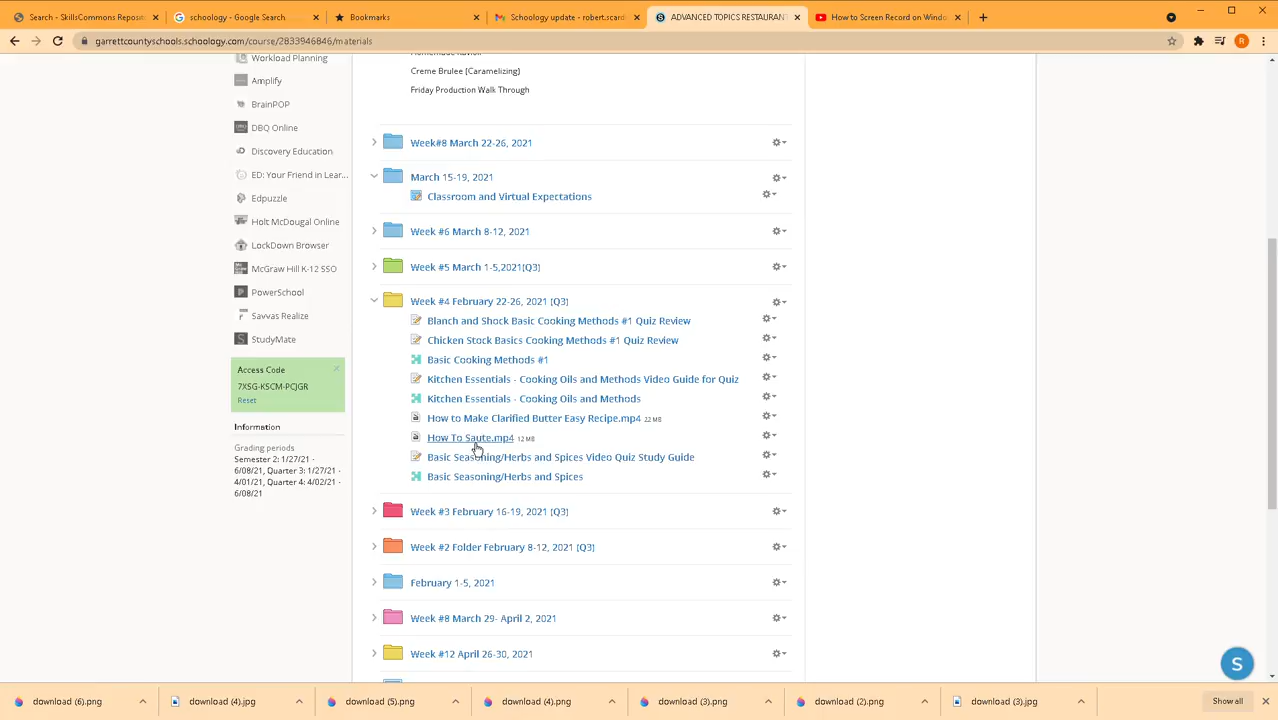 Search - SkillsCommons Reposit
schoology - Google Search
Bookmarks
Schoology update - robert.scard
ADVANCED TOPICS RESTAURANT
How to Screen Record on Windo
garrettcountyschools.schoology.com/course/2833946846/materials
Workload Planning
Amplify
BrainPOP
DBQ Online
Discovery Education
ED: Your Friend in Lear...
Edpuzzle
Holt McDougal Online
LockDown Browser
McGraw Hill K-12 SSO
PowerSchool
Savvas Realize
StudyMate
Access Code
7XSG-KSCM-PCJGR
Reset
Information
Grading periods
Semester 2: 1/27/21 -
6/08/21, Quarter 3: 1/27/21 -
4/01/21, Quarter 4: 4/02/21 -
6/08/21
Creme Brulee [Caramelizing]
Friday Production Walk Through
Week#8 March 22-26, 2021
March 15-19, 2021
Classroom and Virtual Expectations
Week #6 March 8-12, 2021
Week #5 March 1-5,2021[Q3]
Week #4 February 22-26, 2021 [Q3]
Blanch and Shock Basic Cooking Methods #1 Quiz Review
Chicken Stock Basics Cooking Methods #1 Quiz Review
Basic Cooking Methods #1
Kitchen Essentials - Cooking Oils and Methods Video Guide for Quiz
Kitchen Essentials - Cooking Oils and Methods
How to Make Clarified Butter Easy Recipe.mp4 22 MB
How To Saute.mp4 12 MB
Basic Seasoning/Herbs and Spices Video Quiz Study Guide
Basic Seasoning/Herbs and Spices
Week #3 February 16-19, 2021 [Q3]
Week #2 Folder February 8-12, 2021 [Q3]
February 1-5, 2021
Week #8 March 29- April 2, 2021
Week #12 April 26-30, 2021
R
S
download (6).png
download (4).jpg
download (5).png
download (4).png
download (3).png
download (2).png
download (3).jpg
Show all